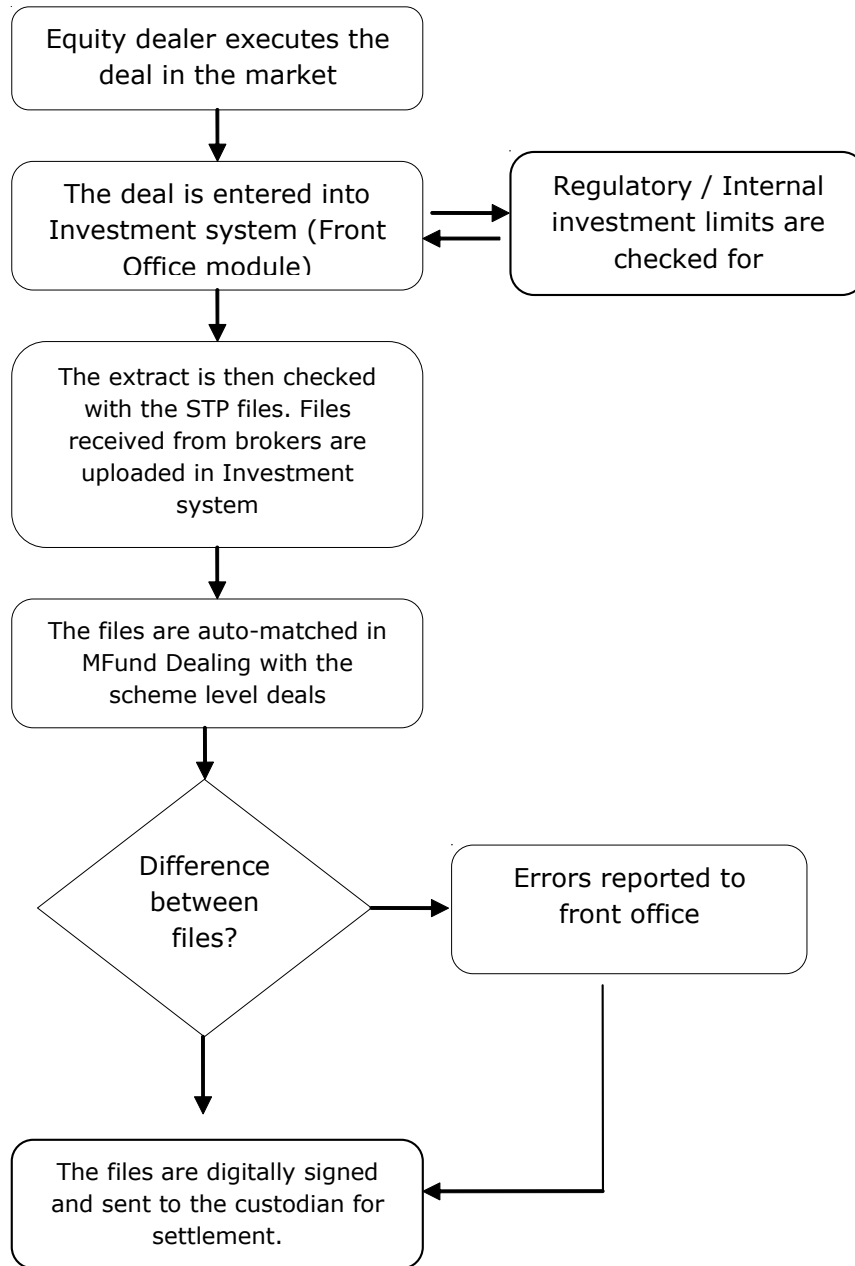 Equity dealer executes the
deal in the market
The deal is entered into
Investment system (Front
Office module)
Regulatory / Internal
investment limits are
checked for
The extract is then checked
with the STP files. Files
received from brokers are
uploaded in Investment
system
The files are auto-matched in
MFund Dealing with the
scheme level deals
Difference
between
files?
Errors reported to
front office
The files are digitally signed
and sent to the custodian for
settlement.